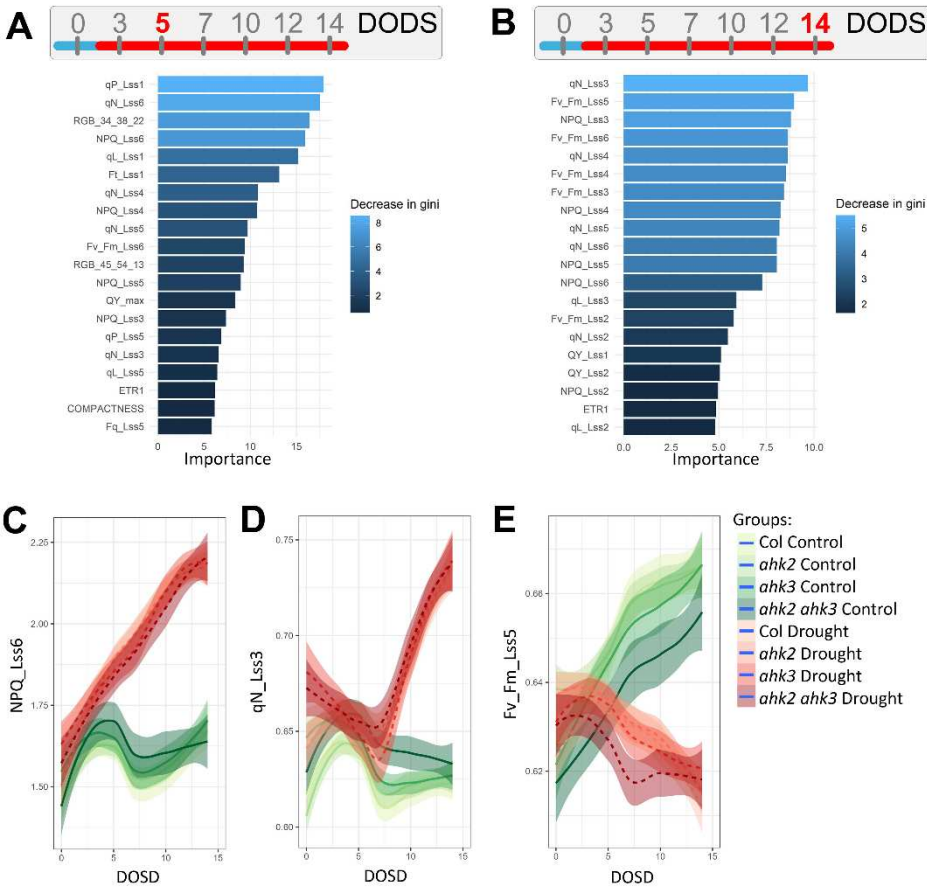 A
0 3 5 7 10 12 14 DODS
qP_Lss1
qN_Lss6
RGB_34_38_22
NPQ_Lss6
qL_Lss1
Ft_Lss1
qN_Lss4
NPQ_Lss4
qN_Lss5
Fv_Fm_Lss6
RGB_45_54_13
NPQ_Lss5
QY_max
NPQ_Lss3
qP_Lss5
qN_Lss3
qL_Lss5
ETR1
COMPACTNESS
Fq_Lss5
0 5 10 15
Importance
Decrease in gini
8
6
4
2
B
0 3 5 7 10 12 14 DODS
qN_Lss3
Fv_Fm_Lss5
NPQ_Lss3
Fv_Fm_Lss6
qN_Lss4
Fv_Fm_Lss4
Fv_Fm_Lss3
NPQ_Lss4
qN_Lss5
qN_Lss6
NPQ_Lss5
NPQ_Lss6
qL_Lss3
Fv_Fm_Lss2
qN_Lss2
QY_Lss1
QY_Lss2
NPQ_Lss2
ETR1
qL_Lss2
0.0 2.5 5.0 7.5 10.0
Importance
Decrease in gini
5
4
3
2
C
NPQ_Lss6
2.25
2.00
1.75
1.50
0 5 10 15
DOSD
D
qN_Lss3
0.75
0.70
0.65
0.80
0 5 10 15
DOSD
E
Fv_Fm_Lss5
0.68
0.64
0.62
0 5 10 15
DOSD
Groups:
Col Control
ahk2 Control
ahk3 Control
ahk2 ahk3 Control
Col Drought
ahk2 Drought
ahk3 Drought
ahk2 ahk3 Drought